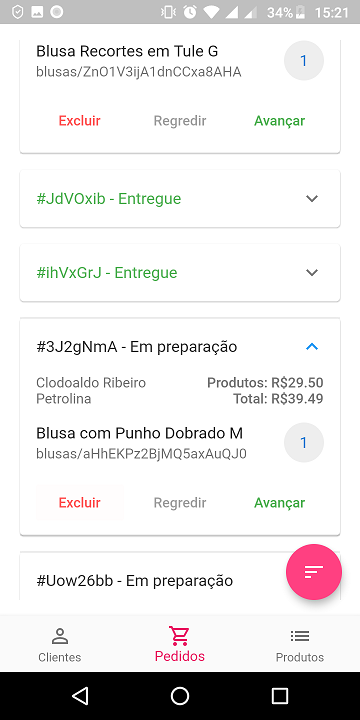 34% 15:21
Blusa Recortes em Tule G
blusas/ZnO1V3ijA1dnCCxa8AHA
1
Excluir Regredir Avançar
#JdVOxib - Entregue
#ihVxGrJ - Entregue
#3J2gNmA - Em preparação
Clodoaldo Ribeiro Produtos: R$29.50
Petrolina Total: R$39.49
Blusa com Punho Dobrado M
blusas/aHhEKPz2BjMQ5axAuQJ0
1
Excluir Regredir Avançar
#Uow26bb - Em preparação
Clientes Pedidos Produtos